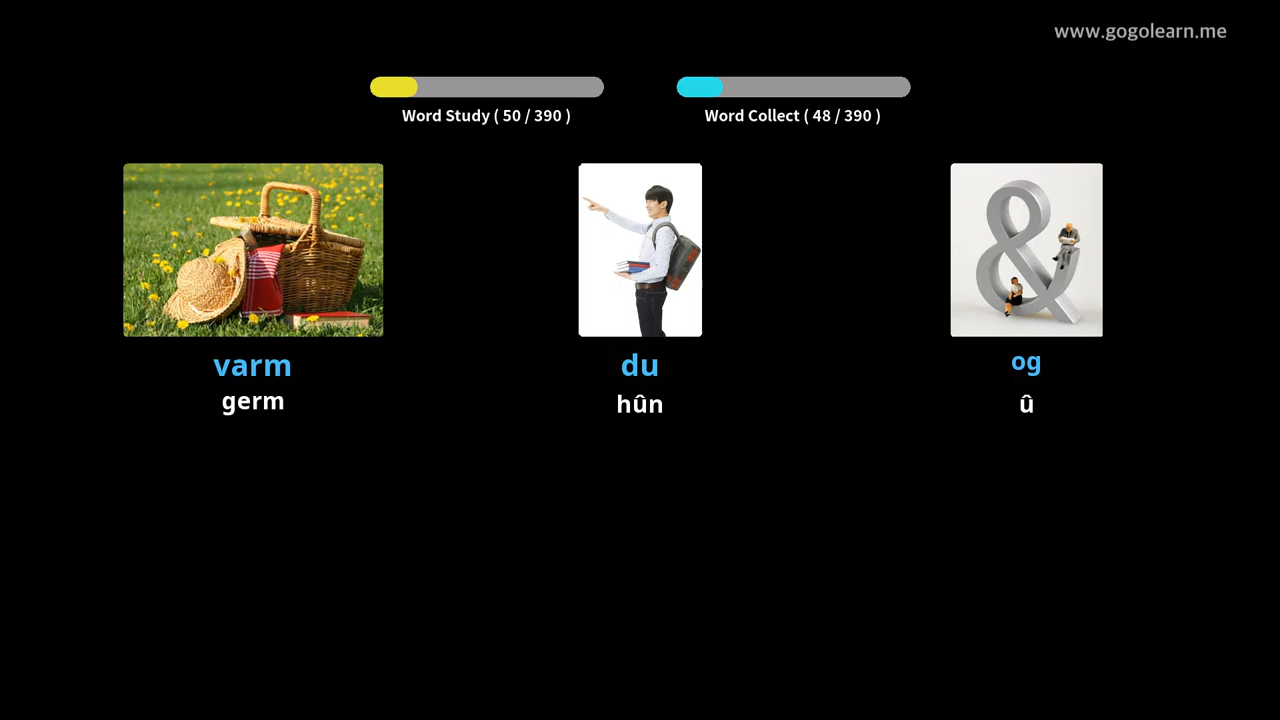 www.gogolearn.me
Word Study ( 50 / 390 )
Word Collect ( 48 / 390 )
varm
du
og
germ
hûn
û